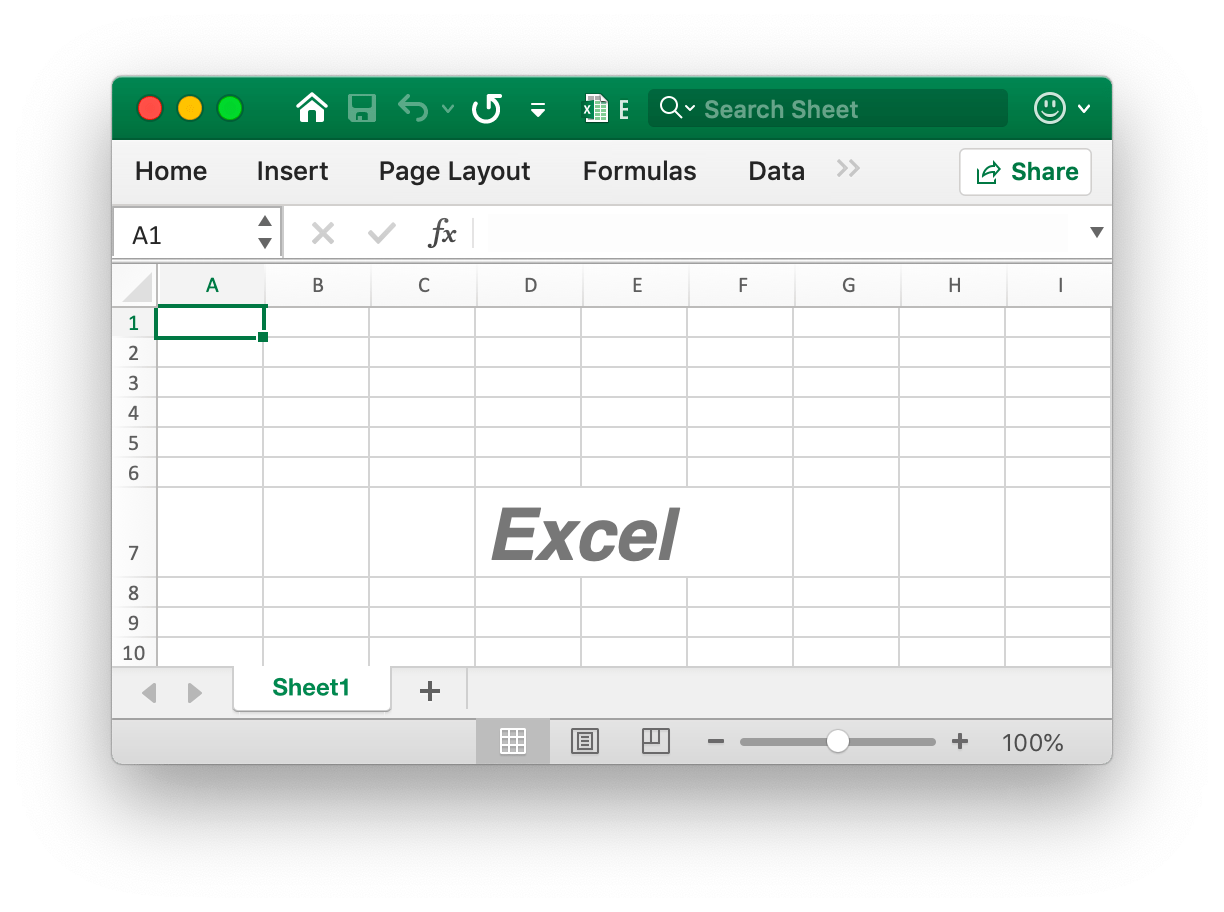 E Search Sheet
Home Insert Page Layout Formulas Data Share
A1 fx
A B C D E F G H I
1
2
3
4
5
6
7 Excel
8
9
10
Sheet1
100%